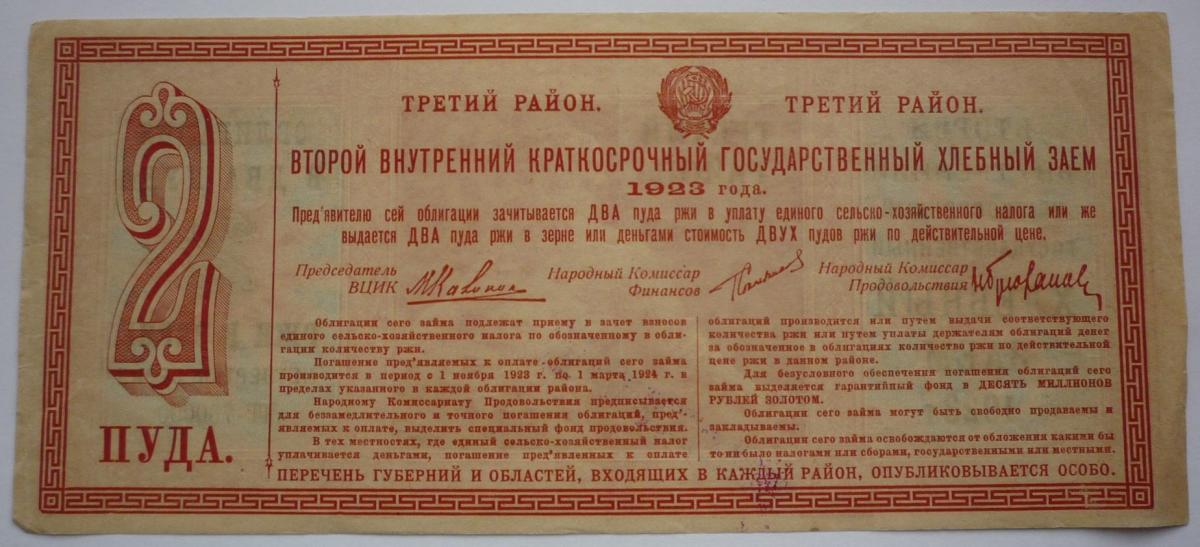 ТРЕТИЙ РАЙОН. ТРЕТИЙ РАЙОН.
ВТОРОЙ ВНУТРЕННИЙ КРАТКОСРОЧНЫЙ ГОСУДАРСТВЕННЫЙ ХЛЕБНЫЙ ЗАЕМ
1923 года.
Пред'явителю сей облигации зачитывается ДВА пуда ржи в уплату единого сельско-хозяйственного налога или же
выдается ДВА пуда ржи в зерне или деньгами стоимость ДВУХ пудов ржи по действительной цене.
Председатель
ВЦИК
Народный Комиссар
Финансов
Народный Комиссар
Продовольствия
2
ПУДА.
Облигации сего займа подлежат приему в зачет взносов
единого сельско-хозяйственного налога по обозначенному в обли-
гации количеству ржи.
Погашение пред'являемых к оплате облигаций сего займа
производится в период с 1 ноября 1923 г. по 1 марта 1924 г. в
пределах указанного в каждой облигации района.
Народному Комиссариату Продовольствия предписывается
для беззамедлительного и точного погашения облигаций, пред'-
являемых к оплате, выделить специальный фонд продовольствия.
В тех местностях, где единый сельско-хозяйственный налог
уплачивается деньгами, погашение пред'явленных к оплате
облигаций производится или путем выдачи соответствующего
количества ржи или путем уплаты держателям облигаций денег
за обозначенное в облигациях количество ржи по действительной
цене ржи в данном районе.
Для безусловного обеспечения погашения облигаций сего
займа выделяется гарантийный фонд в ДЕСЯТЬ МИЛЛИОНОВ
РУБЛЕЙ ЗОЛОТОМ.
Облигации сего займа могут быть свободно продаваемы и
закладываемы.
Облигации сего займа освобождаются от обложения какими бы
то ни было налогами или сборами, государственными или местными.
ПЕРЕЧЕНЬ ГУБЕРНИЙ И ОБЛАСТЕЙ, ВХОДЯЩИХ В КАЖДЫЙ РАЙОН, ОПУБЛИКОВЫВАЕТСЯ ОСОБО.